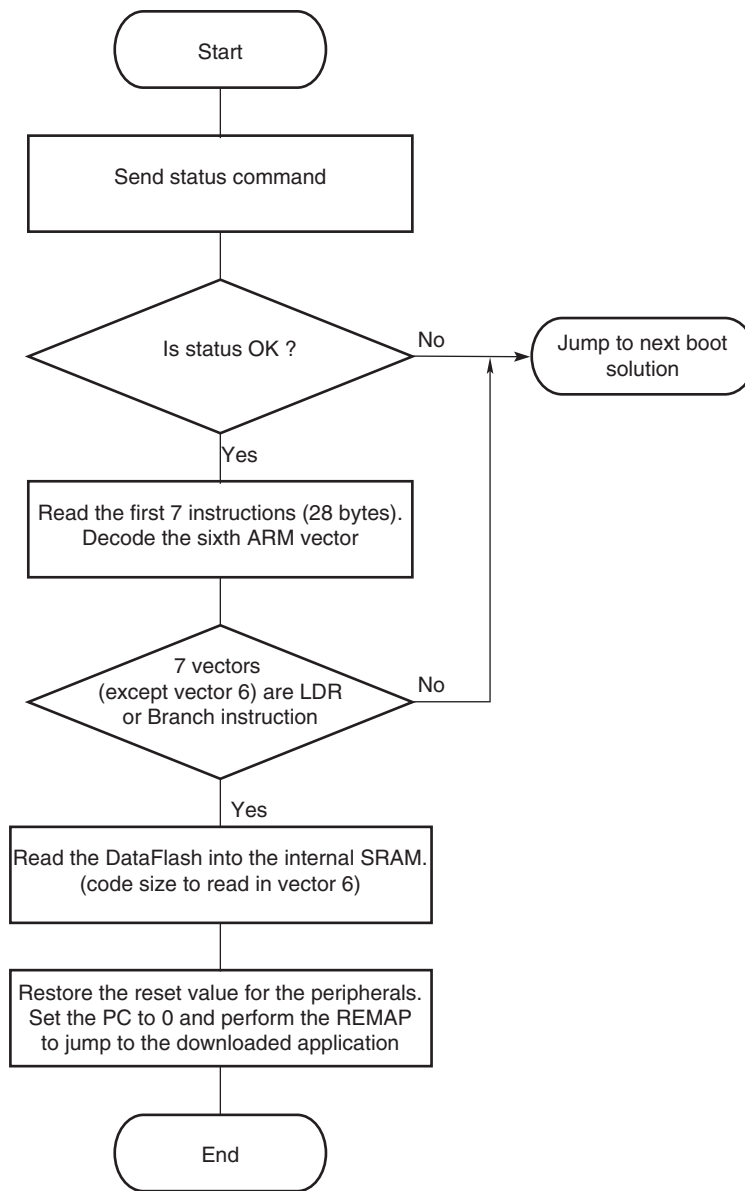 Start
Send status command
Is status OK ?
No
Jump to next boot
solution
Yes
Read the first 7 instructions (28 bytes).
Decode the sixth ARM vector
7 vectors
(except vector 6) are LDR
or Branch instruction
No
Yes
Read the DataFlash into the internal SRAM.
(code size to read in vector 6)
Restore the reset value for the peripherals.
Set the PC to 0 and perform the REMAP
to jump to the downloaded application
End